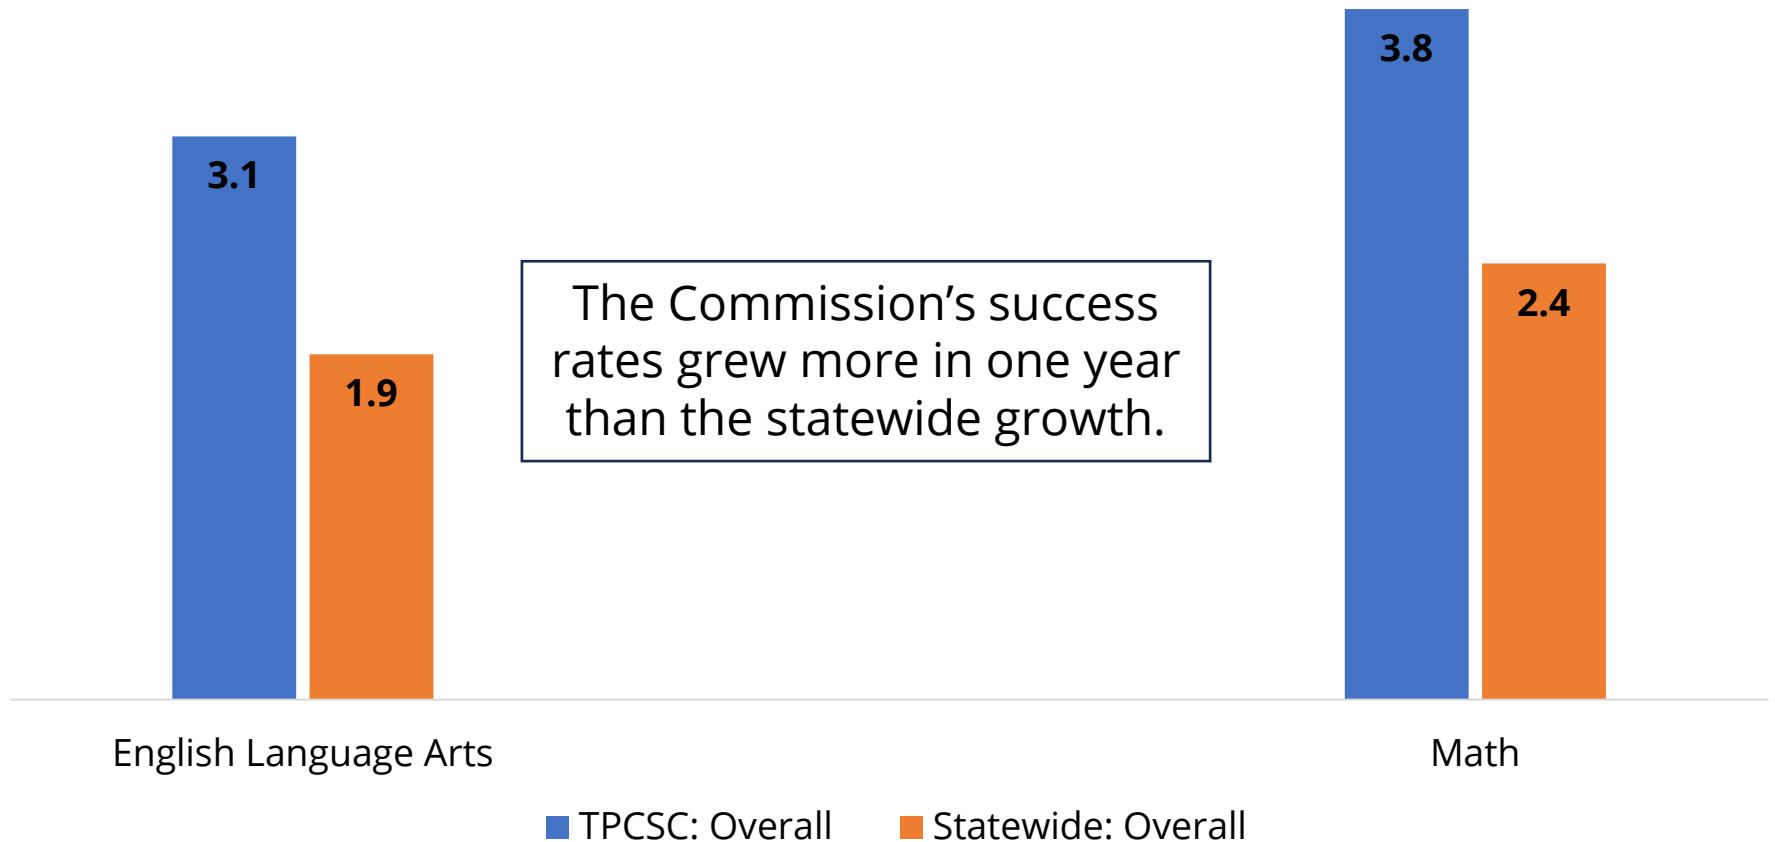 3.8
3.1
2.4
1.9
The Commission’s success
rates grew more in one year
than the statewide growth.
English Language Arts
Math
TPCSC: Overall
Statewide: Overall